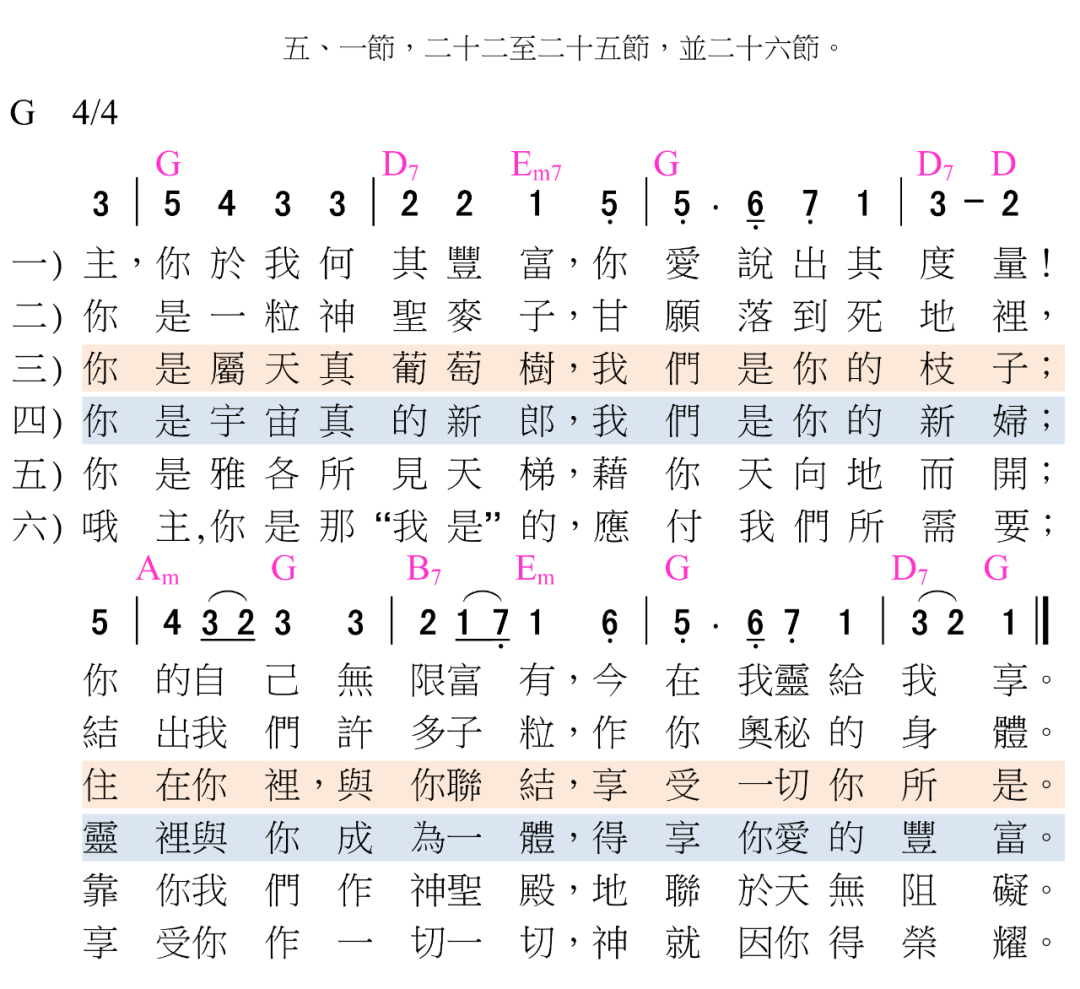 五、一節，二十二至二十五節，並二十六節。
G 4/4
G D7 Em7 G D7 D
3 | 5 4 3 3 | 2 2 1 5̣ | 5̣ · 6̣ 7̣ 1 | 3 – 2
一) 主，你於我何其豐富，你愛說出其度量！
二) 你是一粒神聖麥子，甘願落到死地裡，
三) 你是屬天真葡萄樹，我們是你的枝子；
四) 你是宇宙真的新郎，我們是你的新婦；
五) 你是雅各所見天梯，藉你天向地而開；
六) 哦主,你是那“我是”的，應付我們所需要；
Am G B7 Em G D7 G
5 | 4 3 2 3 3 | 2 1 7̣ 1 6̣ | 5̣ · 6̣ 7̣ 1 | 3 2 1 ‖
你的自己無限富有，今在我靈給我享。
結出我們許多子粒，作你奧秘的身體。
住在你裡，與你聯結，享受一切你所是。
靈裡與你成為一體，得享你愛的豐富。
靠你我們作神聖殿，地聯於天無阻礙。
享受你作一切一切，神就因你得榮耀。